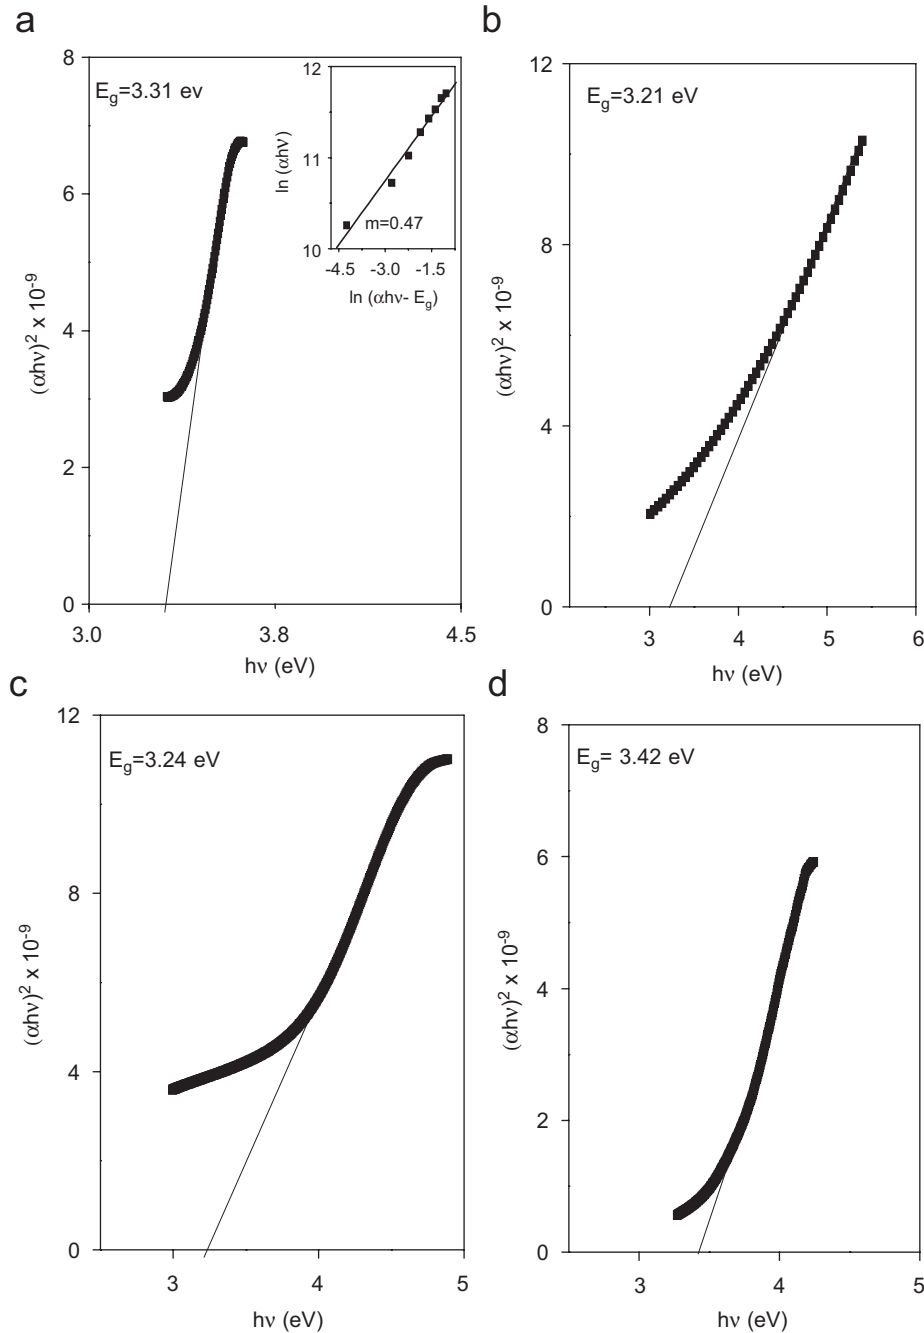 a
8
6
4
2
0
(αhν)² x 10⁻⁹
E_g=3.31 ev
12
11
10
ln (αhν)
m=0.47
-4.5 -3.0 -1.5
ln (αhν- E_g)
3.0 3.8 4.5
hν (eV)
b
12
8
4
0
(αhν)² x 10⁻⁹
E_g=3.21 eV
3 4 5 6
hν (eV)
c
12
8
4
0
(αhν)² x 10⁻⁹
E_g=3.24 eV
3 4 5
hν (eV)
d
8
6
4
2
0
(αhν)² x 10⁻⁹
E_g= 3.42 eV
3 4 5
hν (eV)